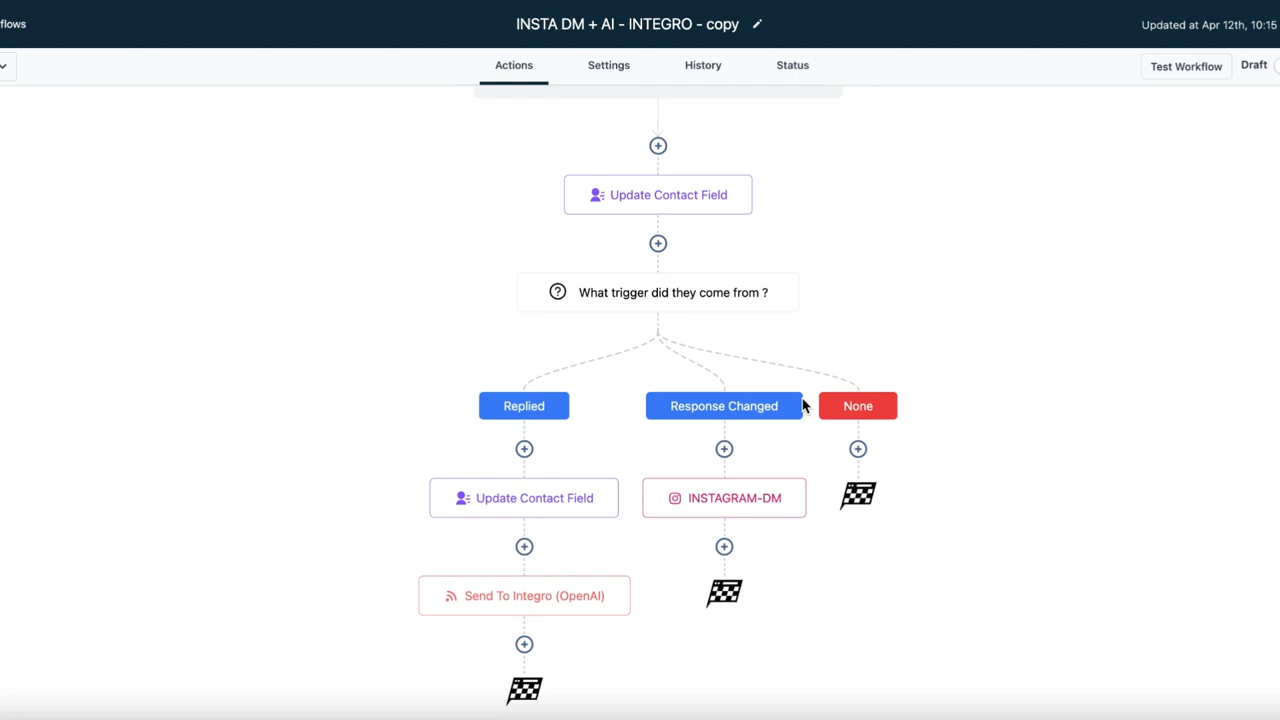 flows
INSTA DM + AI - INTEGRO - copy
Updated at Apr 12th, 10:15
Actions
Settings
History
Status
Test Workflow
Draft
Update Contact Field
What trigger did they come from ?
Replied
Response Changed
None
Update Contact Field
INSTAGRAM-DM
Send To Integro (OpenAI)